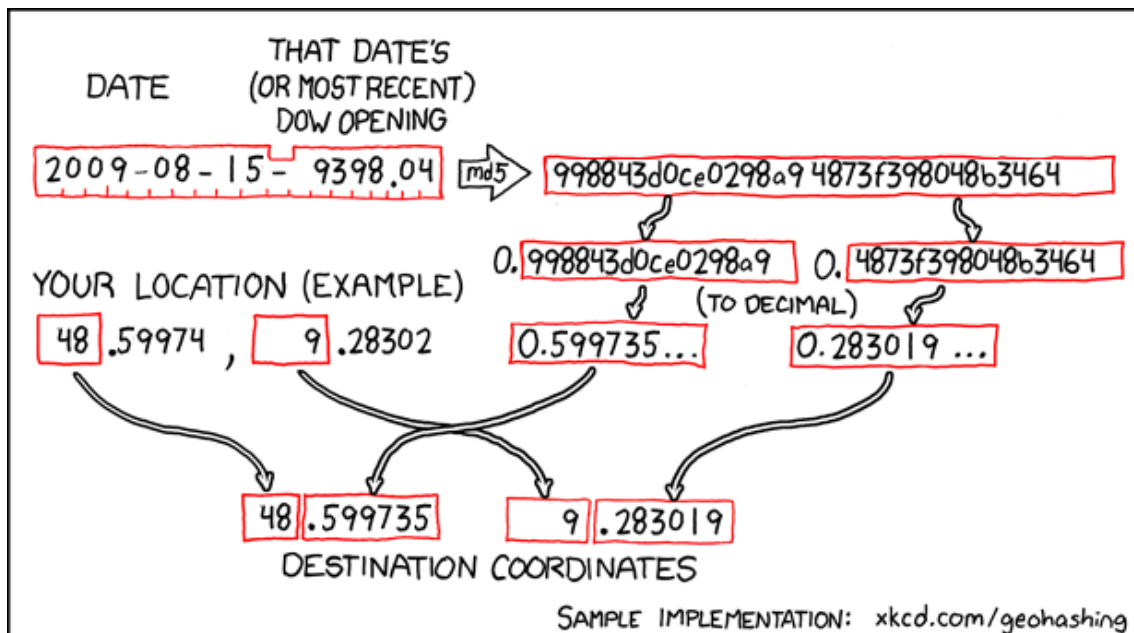 DATE
THAT DATE'S
(OR MOST RECENT)
DOW OPENING
2009-08-15- 9398.04
md5
998843d0ce0298a9 4873f398048b3464
0. 998843d0ce0298a9
0. 4873f398048b3464
(TO DECIMAL)
YOUR LOCATION (EXAMPLE)
48 .59974 , 9 .28302
0.599735...
0.283019 ...
48 .599735
9 .283019
DESTINATION COORDINATES
SAMPLE IMPLEMENTATION: xkcd.com/geohashing